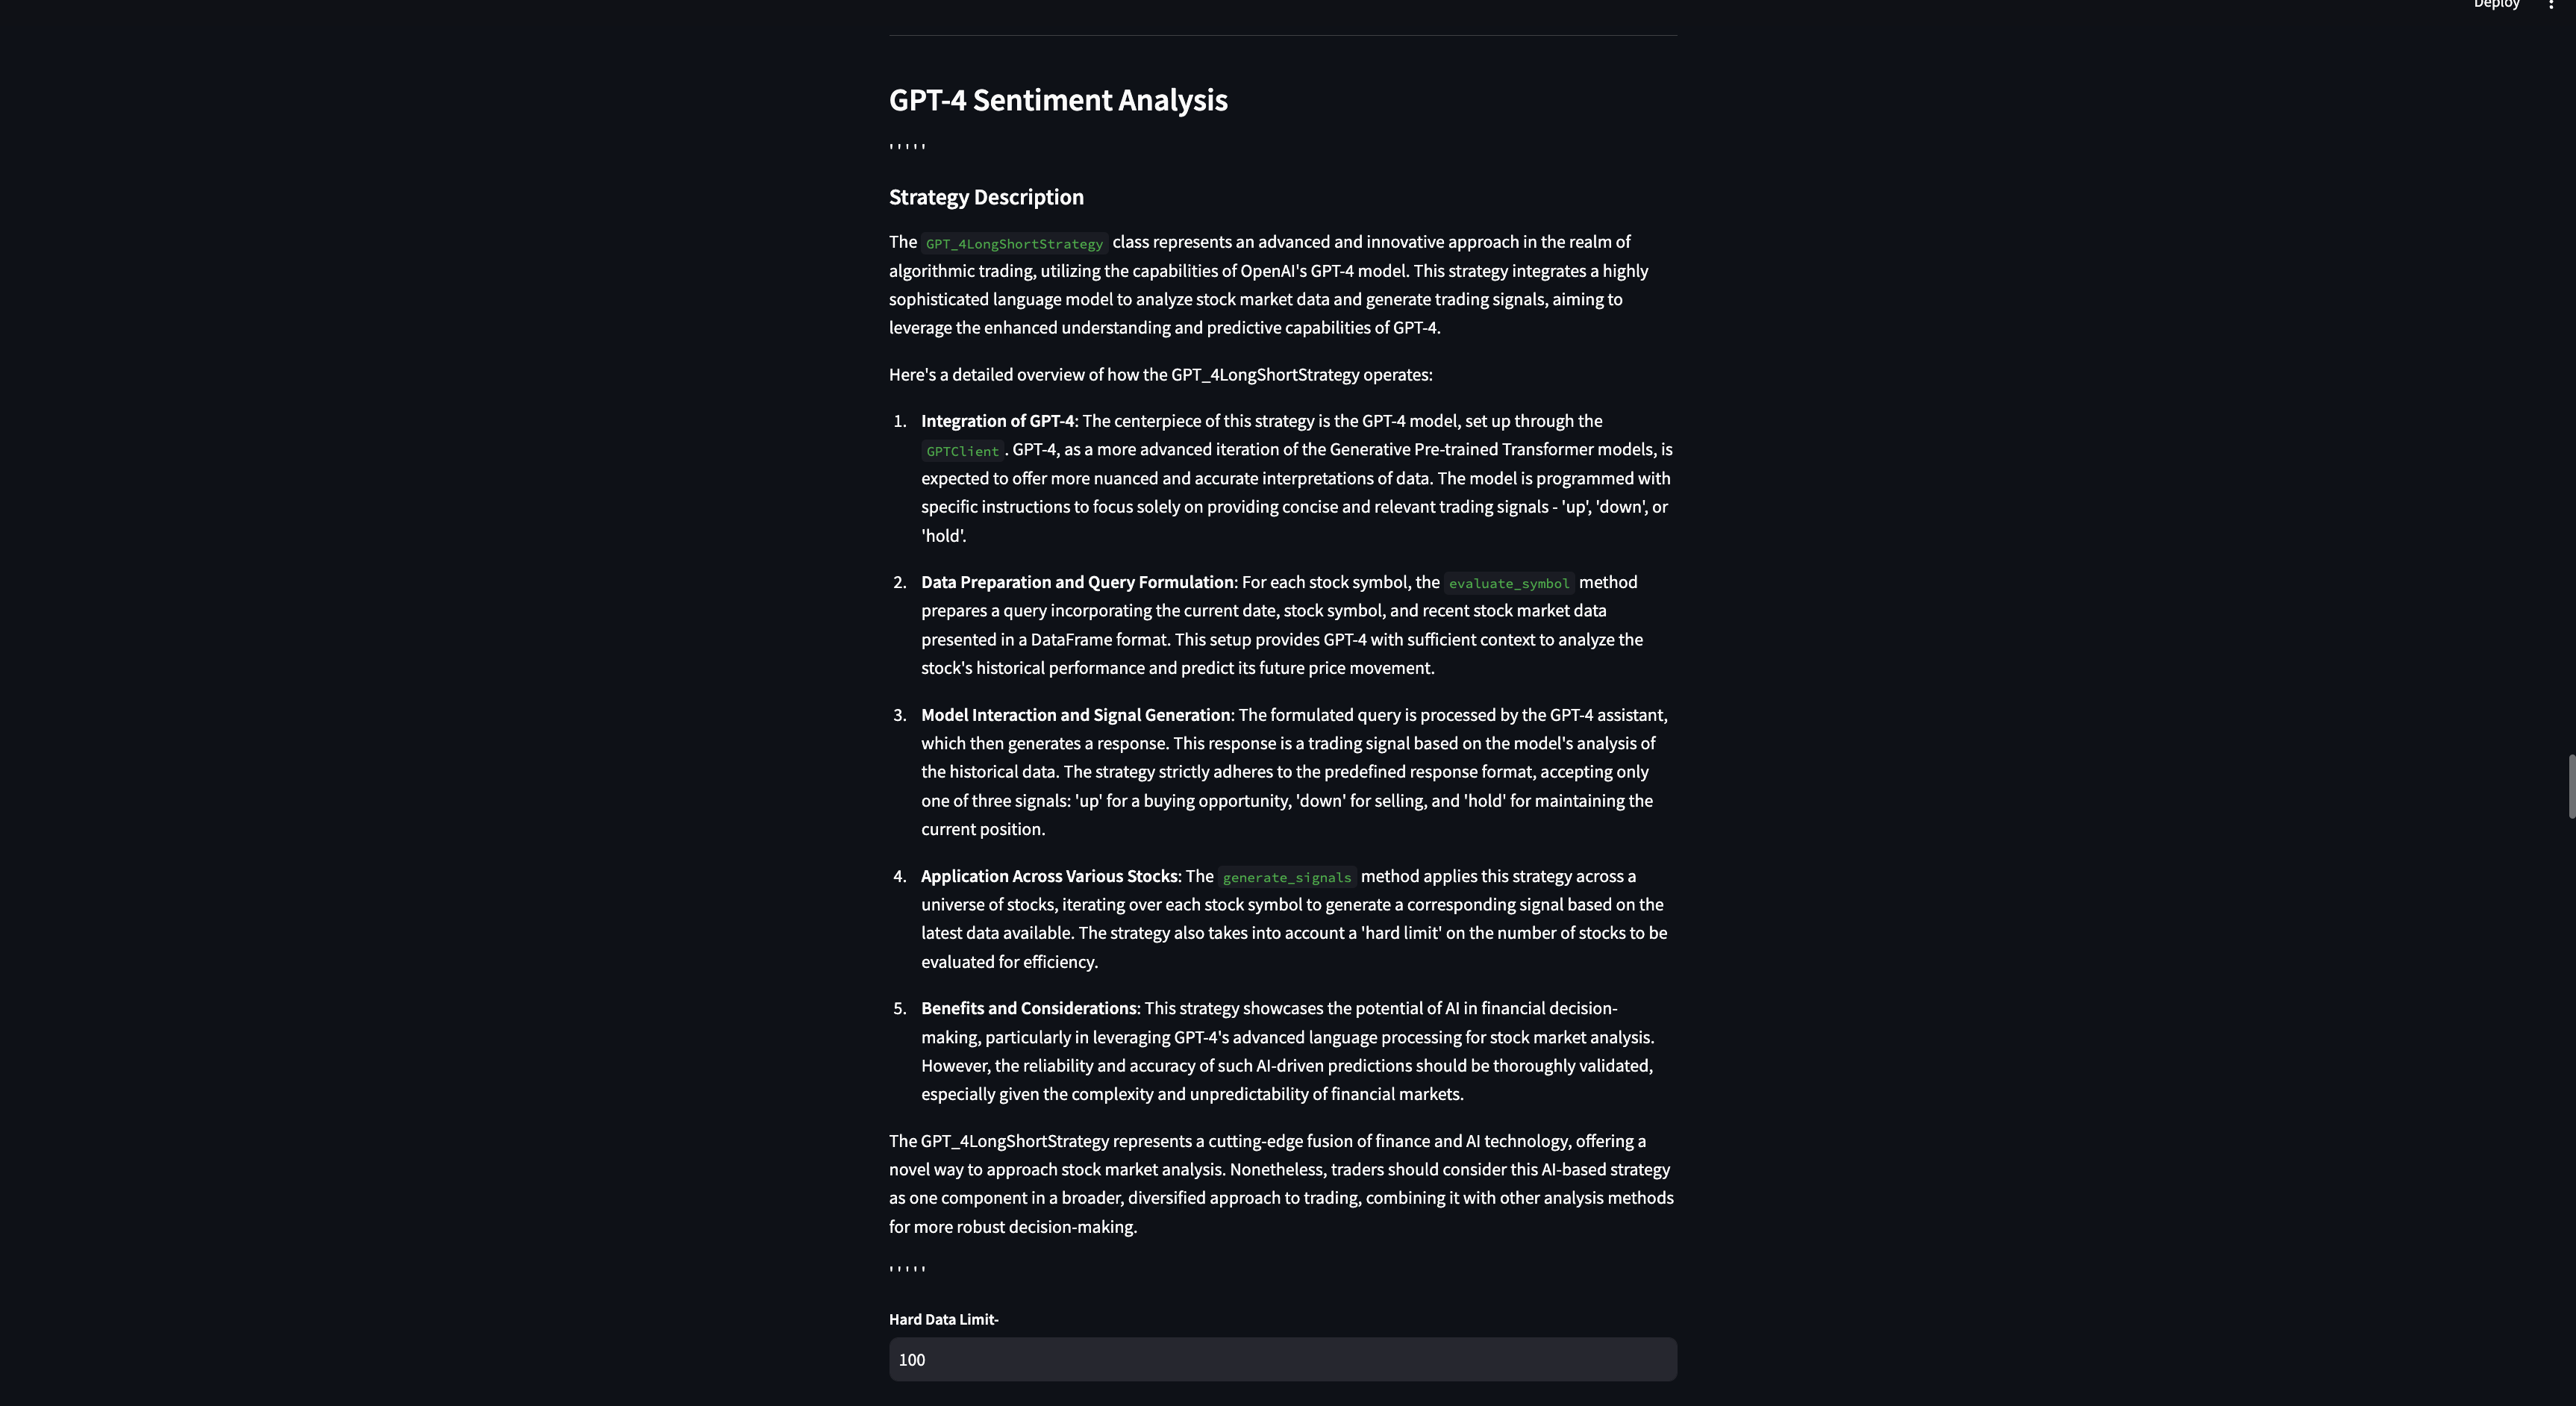 Deploy
GPT-4 Sentiment Analysis
'''''
Strategy Description
The GPT_4LongShortStrategy class represents an advanced and innovative approach in the realm of
algorithmic trading, utilizing the capabilities of OpenAI's GPT-4 model. This strategy integrates a highly
sophisticated language model to analyze stock market data and generate trading signals, aiming to
leverage the enhanced understanding and predictive capabilities of GPT-4.
Here's a detailed overview of how the GPT_4LongShortStrategy operates:
1. Integration of GPT-4: The centerpiece of this strategy is the GPT-4 model, set up through the
GPTClient . GPT-4, as a more advanced iteration of the Generative Pre-trained Transformer models, is
expected to offer more nuanced and accurate interpretations of data. The model is programmed with
specific instructions to focus solely on providing concise and relevant trading signals - 'up', 'down', or
'hold'.
2. Data Preparation and Query Formulation: For each stock symbol, the evaluate_symbol method
prepares a query incorporating the current date, stock symbol, and recent stock market data
presented in a DataFrame format. This setup provides GPT-4 with sufficient context to analyze the
stock's historical performance and predict its future price movement.
3. Model Interaction and Signal Generation: The formulated query is processed by the GPT-4 assistant,
which then generates a response. This response is a trading signal based on the model's analysis of
the historical data. The strategy strictly adheres to the predefined response format, accepting only
one of three signals: 'up' for a buying opportunity, 'down' for selling, and 'hold' for maintaining the
current position.
4. Application Across Various Stocks: The generate_signals method applies this strategy across a
universe of stocks, iterating over each stock symbol to generate a corresponding signal based on the
latest data available. The strategy also takes into account a 'hard limit' on the number of stocks to be
evaluated for efficiency.
5. Benefits and Considerations: This strategy showcases the potential of AI in financial decision-
making, particularly in leveraging GPT-4's advanced language processing for stock market analysis.
However, the reliability and accuracy of such AI-driven predictions should be thoroughly validated,
especially given the complexity and unpredictability of financial markets.
The GPT_4LongShortStrategy represents a cutting-edge fusion of finance and AI technology, offering a
novel way to approach stock market analysis. Nonetheless, traders should consider this AI-based strategy
as one component in a broader, diversified approach to trading, combining it with other analysis methods
for more robust decision-making.
'''''
Hard Data Limit-
100